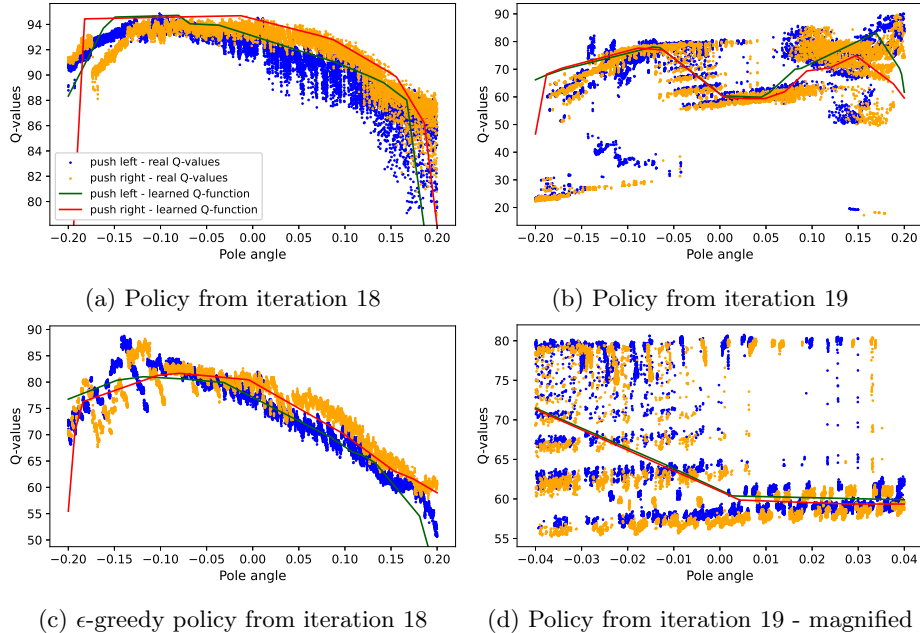 94
92
90
88
86
84
82
80
Q-values
push left - real Q-values
push right - real Q-values
push left - learned Q-function
push right - learned Q-function
−0.20 −0.15 −0.10 −0.05 0.00 0.05 0.10 0.15 0.20
Pole angle
(a) Policy from iteration 18
90
80
70
60
50
40
30
20
Q-values
−0.20 −0.15 −0.10 −0.05 0.00 0.05 0.10 0.15 0.20
Pole angle
(b) Policy from iteration 19
90
85
80
75
70
65
60
55
50
Q-values
−0.20 −0.15 −0.10 −0.05 0.00 0.05 0.10 0.15 0.20
Pole angle
(c) ϵ-greedy policy from iteration 18
80
75
70
65
60
55
Q-values
−0.04 −0.03 −0.02 −0.01 0.00 0.01 0.02 0.03 0.04
Pole angle
(d) Policy from iteration 19 - magnified